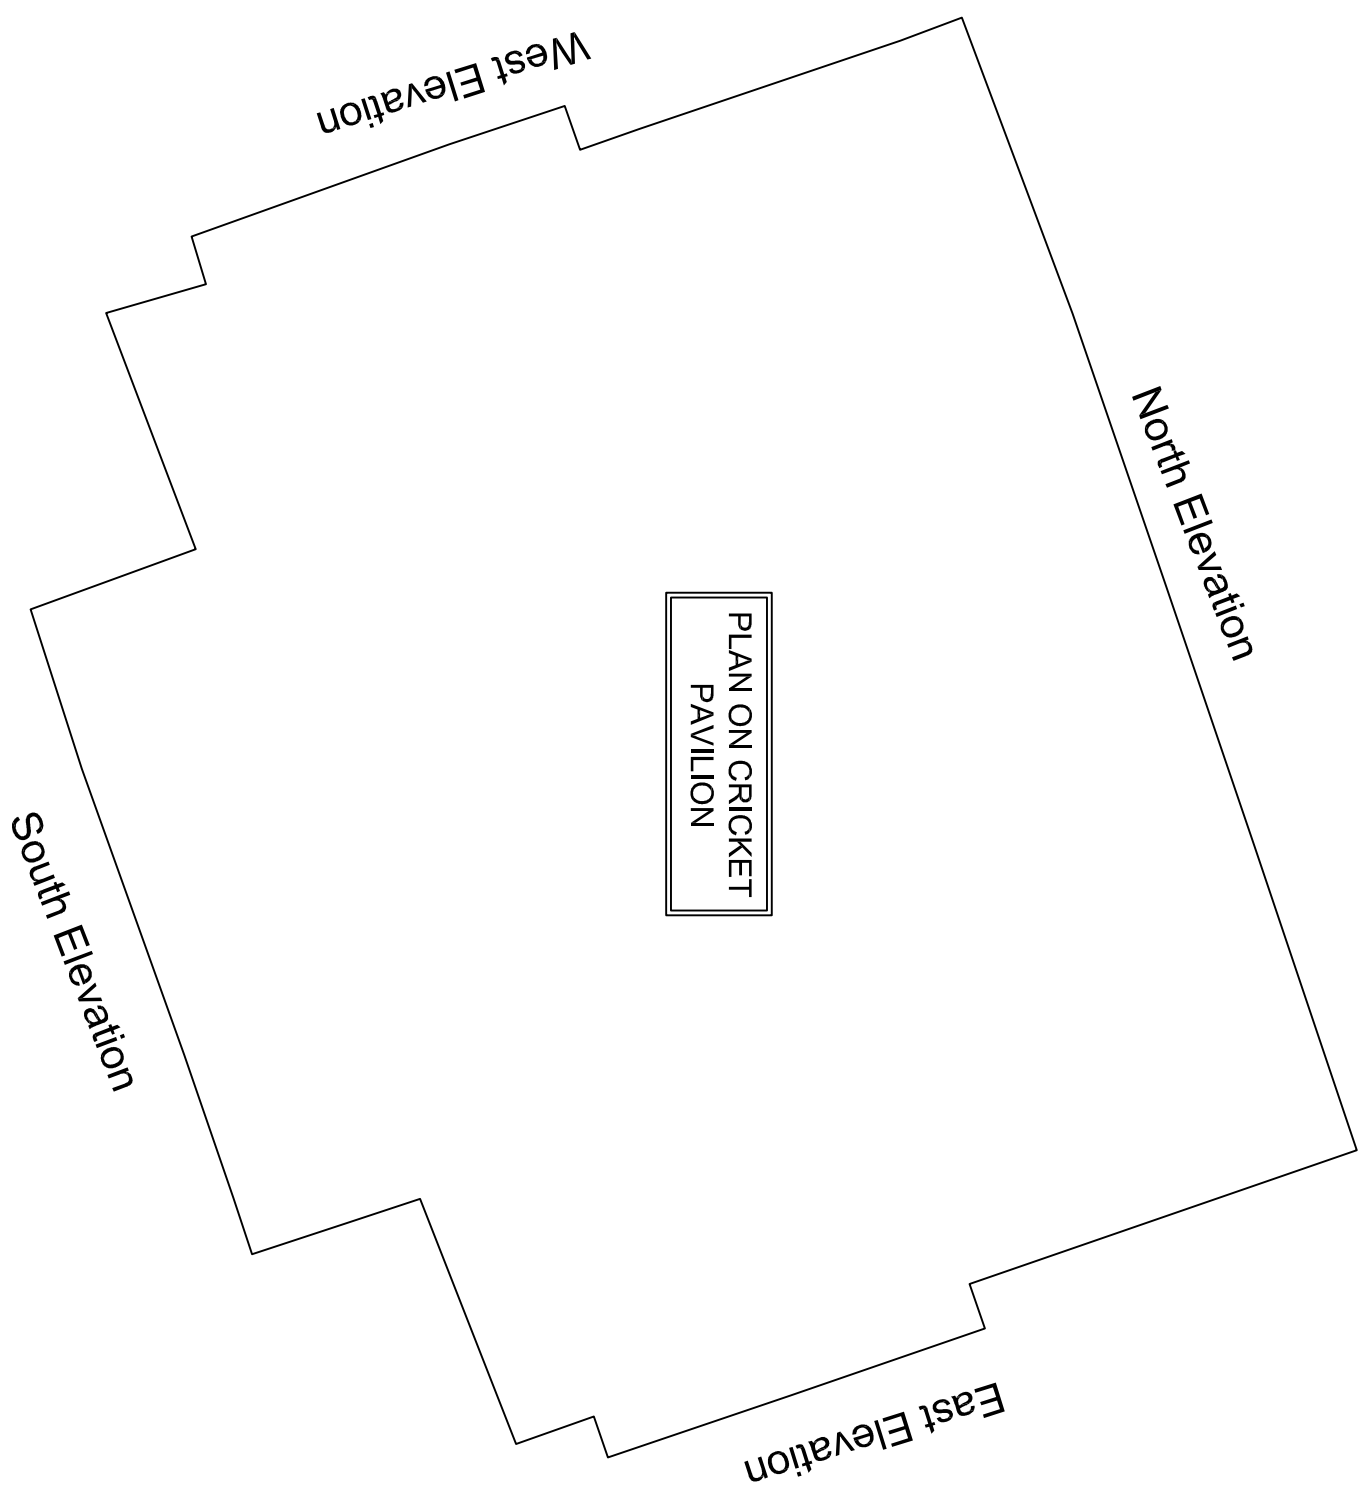 West Elevation
North Elevation
PLAN ON CRICKET
PAVILION
South Elevation
East Elevation